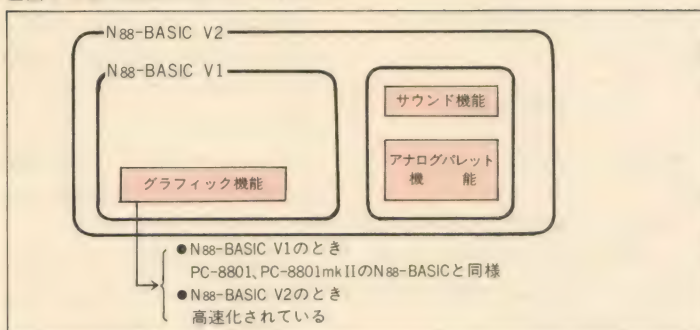 N88-BASIC V2
N88-BASIC V1
サウンド機能
アナログパレット
機 能
グラフィック機能
●N88-BASIC V1のとき
PC-8801、PC-8801mkIIのN88-BASICと同様
●N88-BASIC V2のとき
高速化されている